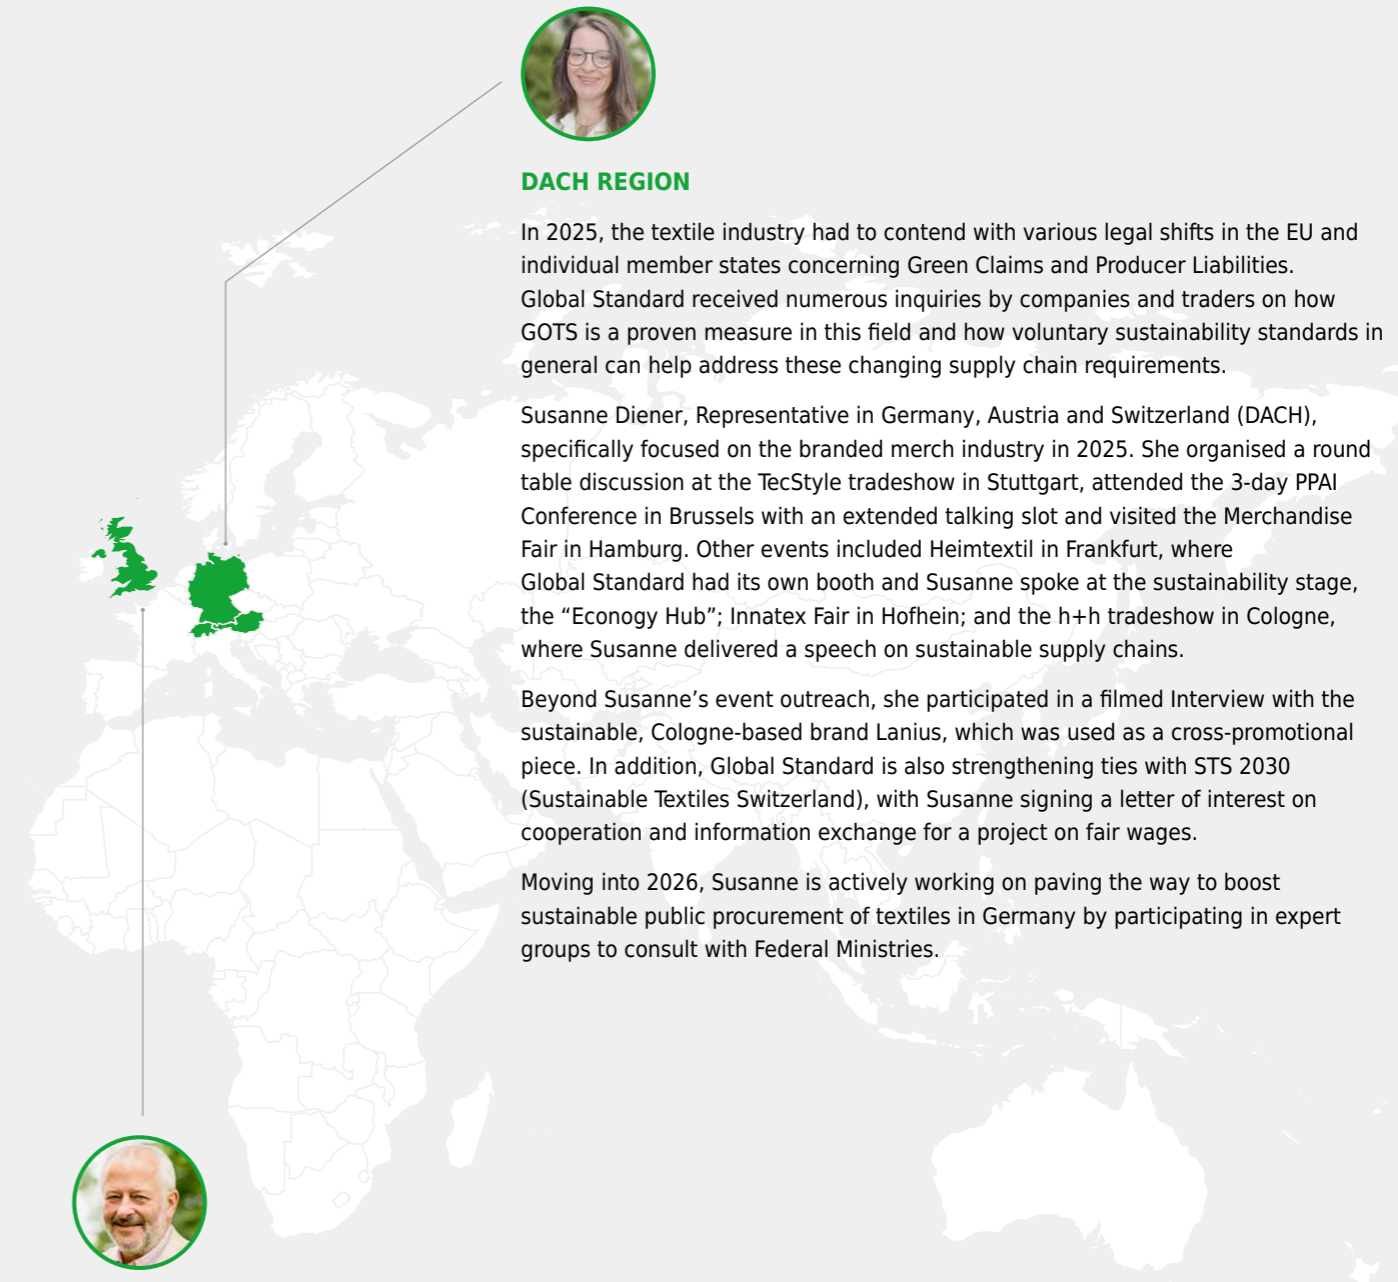 DACH REGION
In 2025, the textile industry had to contend with various legal shifts in the EU and
individual member states concerning Green Claims and Producer Liabilities.
Global Standard received numerous inquiries by companies and traders on how
GOTS is a proven measure in this field and how voluntary sustainability standards in
general can help address these changing supply chain requirements.
Susanne Diener, Representative in Germany, Austria and Switzerland (DACH),
specifically focused on the branded merch industry in 2025. She organised a round
table discussion at the TecStyle tradeshow in Stuttgart, attended the 3-day PPAI
Conference in Brussels with an extended talking slot and visited the Merchandise
Fair in Hamburg. Other events included Heimtextil in Frankfurt, where
Global Standard had its own booth and Susanne spoke at the sustainability stage,
the “Econogy Hub”; Innatex Fair in Hofhein; and the h+h tradeshow in Cologne,
where Susanne delivered a speech on sustainable supply chains.
Beyond Susanne’s event outreach, she participated in a filmed Interview with the
sustainable, Cologne-based brand Lanius, which was used as a cross-promotional
piece. In addition, Global Standard is also strengthening ties with STS 2030
(Sustainable Textiles Switzerland), with Susanne signing a letter of interest on
cooperation and information exchange for a project on fair wages.
Moving into 2026, Susanne is actively working on paving the way to boost
sustainable public procurement of textiles in Germany by participating in expert
groups to consult with Federal Ministries.